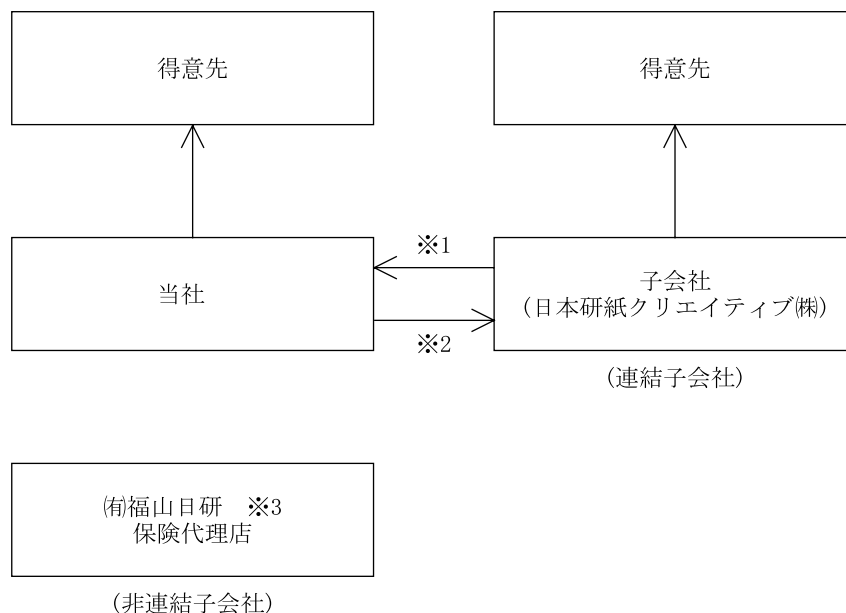 得意先
得意先
※1
当社
子会社
(日本研紙クリエイティブ㈱)
※2
(連結子会社)
㈲福山日研　※3
保険代理店
(非連結子会社)